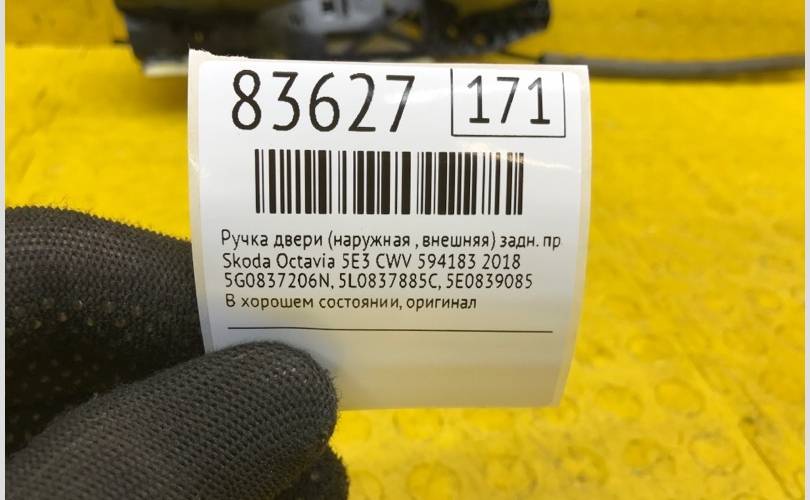 83627 171
Ручка двери (наружная , внешняя) задн. пр
Skoda Octavia 5E3 CWV 594183 2018
5G0837206N, 5L0837885C, 5E0839085
В хорошем состоянии, оригинал